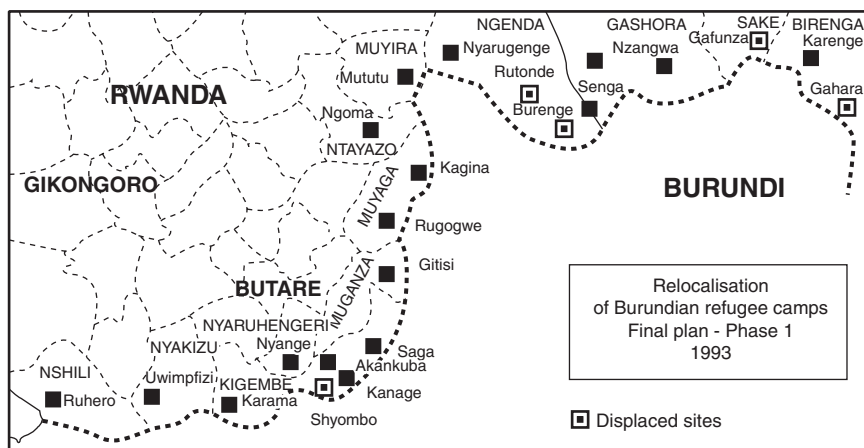 NGENDA
GASHORA
SAKE
BIRENGA
Nyarugenge
Nzangwa
Gafunza
Karenge
MUYIRA
Mututu
Rutonde
Senga
Gahara
RWANDA
Burenge
Ngoma
NTAYAZO
Kagina
GIKONGORO
MUYAGA
BURUNDI
Rugogwe
Gitisi
MUGANZA
BUTARE
Relocalisation
of Burundian refugee camps
Final plan - Phase 1
1993
NYARUHENGERI
Nyange
NYAKIZU
Saga
Akankuba
NSHILI
Uwimpfizi
KIGEMBE
Kanage
Ruhero
Karama
Shyombo
Displaced sites